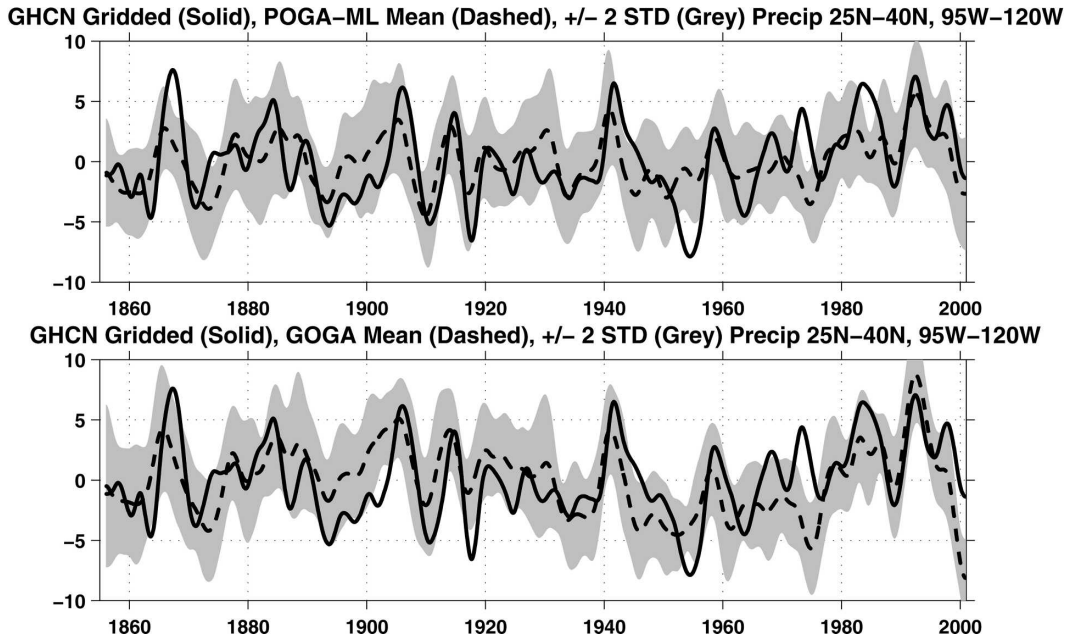 GHCN Gridded (Solid), POGA−ML Mean (Dashed), +/− 2 STD (Grey) Precip 25N−40N, 95W−120W
10
5
0
−5
−10
1860 1880 1900 1920 1940 1960 1980 2000
GHCN Gridded (Solid), GOGA Mean (Dashed), +/− 2 STD (Grey) Precip 25N−40N, 95W−120W
10
5
0
−5
−10
1860 1880 1900 1920 1940 1960 1980 2000